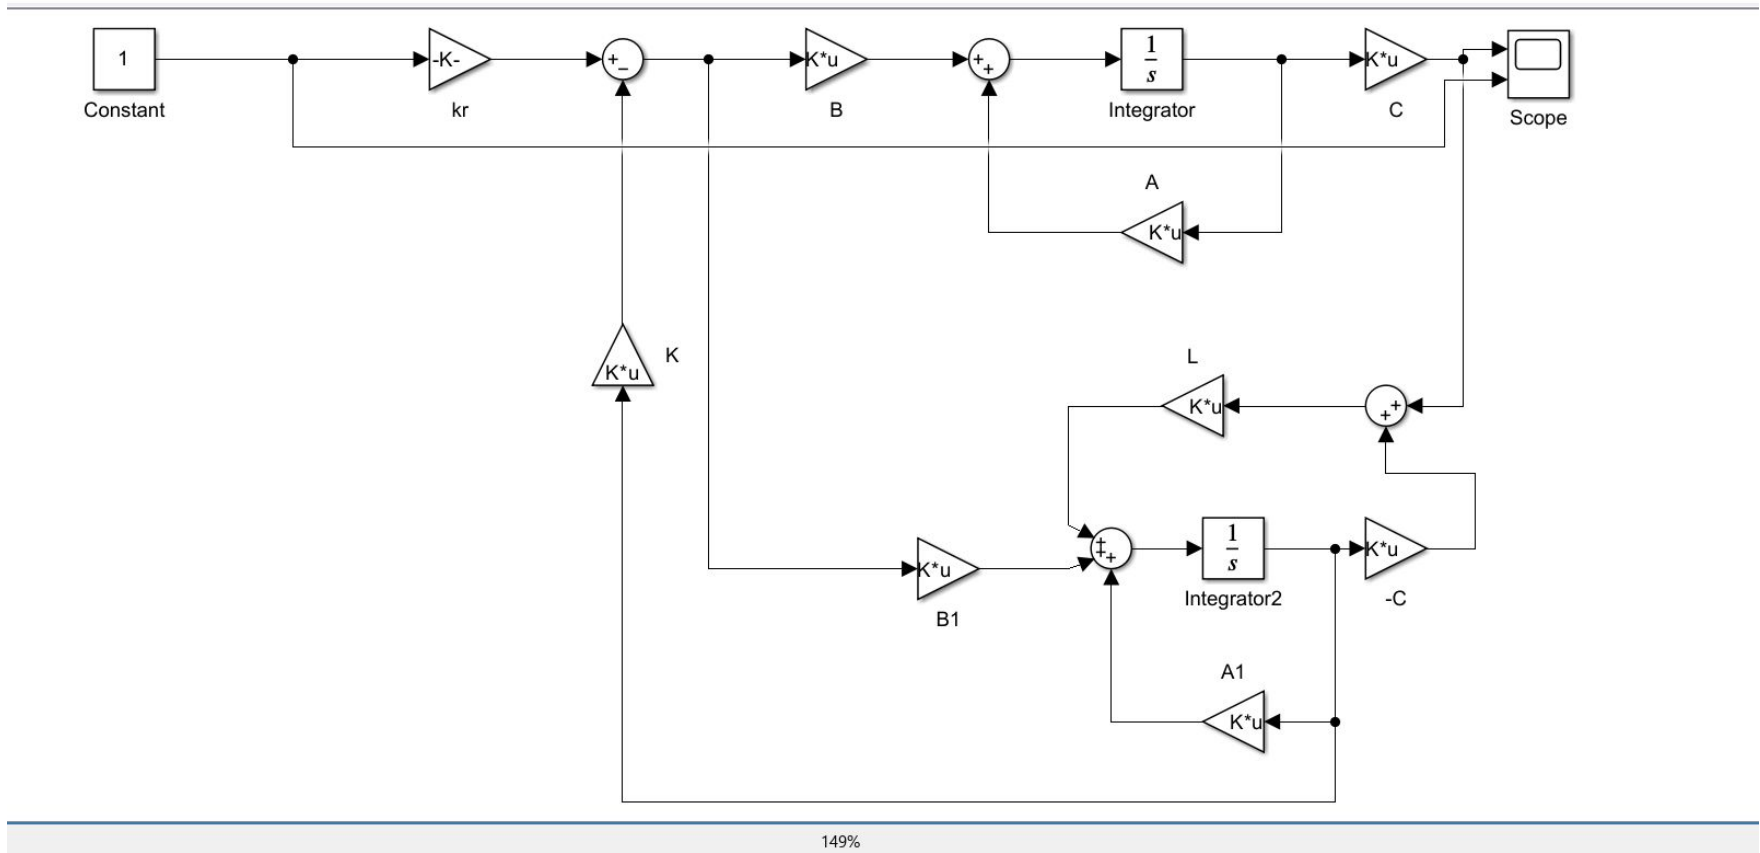 1
Constant
-K-
kr
+
−
K*u
B
+
+
1
s
Integrator
K*u
C
Scope
A
K*u
K*u
K
L
K*u
+
+
K*u
B1
+
+
+
1
s
Integrator2
K*u
-C
A1
K*u
149%